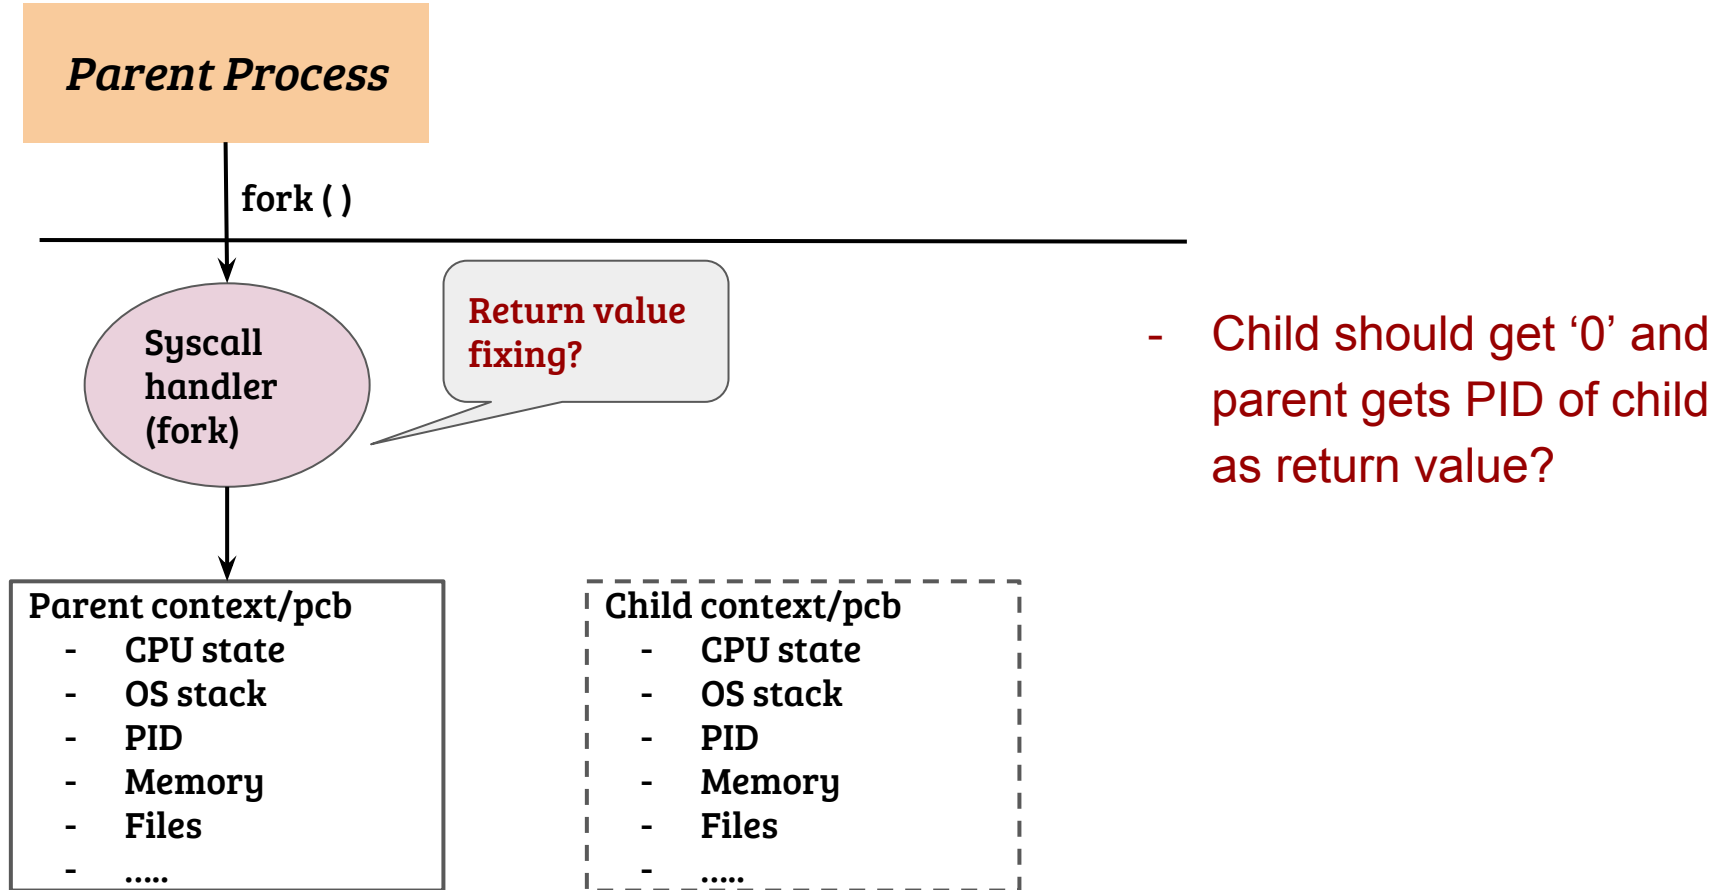 Parent Process
fork ( )
Return value
fixing?
Syscall
handler
(fork)
- Child should get ‘0’ and
parent gets PID of child
as return value?
Parent context/pcb
- CPU state
- OS stack
- PID
- Memory
- Files
- .....
Child context/pcb
- CPU state
- OS stack
- PID
- Memory
- Files
- .....